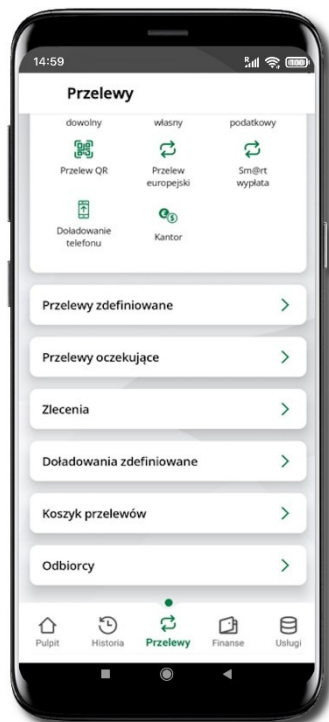 14:59
R
100
Przelewy
dowolny własny podatkowy
Przelew QR
Przelew
europejski
Sm@rt
wypłata
Doładowanie
telefonu
Kantor
Przelewy zdefiniowane
Przelewy oczekujące
Zlecenia
Doładowania zdefiniowane
Koszyk przelewów
Odbiorcy
Pulpit Historia Przelewy Finanse Usługi